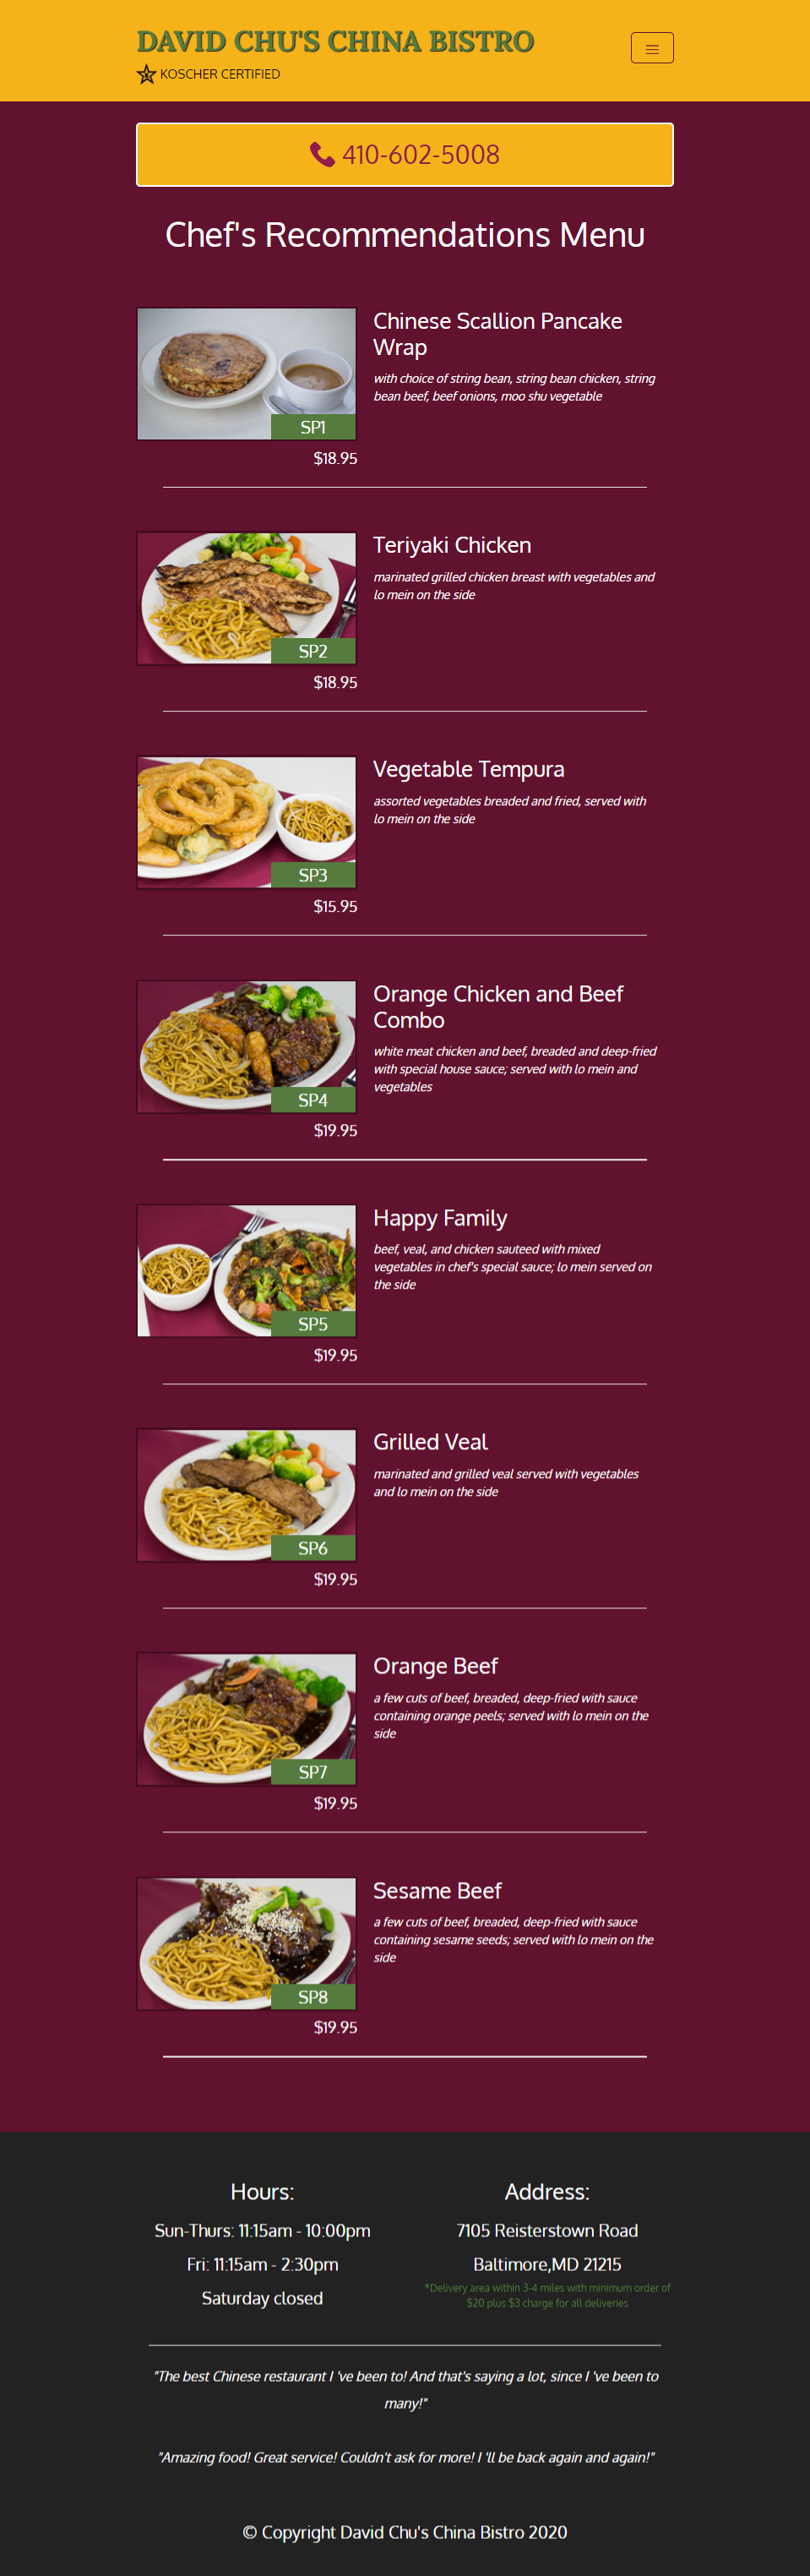 DAVID CHU'S CHINA BISTRO
KOSCHER CERTIFIED
410-602-5008
Chef's Recommendations Menu
Chinese Scallion Pancake
Wrap
with choice of string bean, string bean chicken, string
bean beef, beef onions, moo shu vegetable
SP1
$18.95
Teriyaki Chicken
marinated grilled chicken breast with vegetables and
lo mein on the side
SP2
$18.95
Vegetable Tempura
assorted vegetables breaded and fried, served with
lo mein on the side
SP3
$15.95
Orange Chicken and Beef
Combo
white meat chicken and beef, breaded and deep-fried
with special house sauce; served with lo mein and
vegetables
SP4
$19.95
Happy Family
beef, veal, and chicken sauteed with mixed
vegetables in chef's special sauce; lo mein served on
the side
SP5
$19.95
Grilled Veal
marinated and grilled veal served with vegetables
and lo mein on the side
SP6
$19.95
Orange Beef
a few cuts of beef, breaded, deep-fried with sauce
containing orange peels; served with lo mein on the
side
SP7
$19.95
Sesame Beef
a few cuts of beef, breaded, deep-fried with sauce
containing sesame seeds; served with lo mein on the
side
SP8
$19.95
Hours:
Sun-Thurs: 11:15am - 10:00pm
Fri: 11:15am - 2:30pm
Saturday closed
Address:
7105 Reisterstown Road
Baltimore,MD 21215
*Delivery area within 3-4 miles with minimum order of
$20 plus $3 charge for all deliveries
"The best Chinese restaurant I 've been to! And that's saying a lot, since I 've been to
many!"
"Amazing food! Great service! Couldn't ask for more! I 'll be back again and again!"
© Copyright David Chu's China Bistro 2020